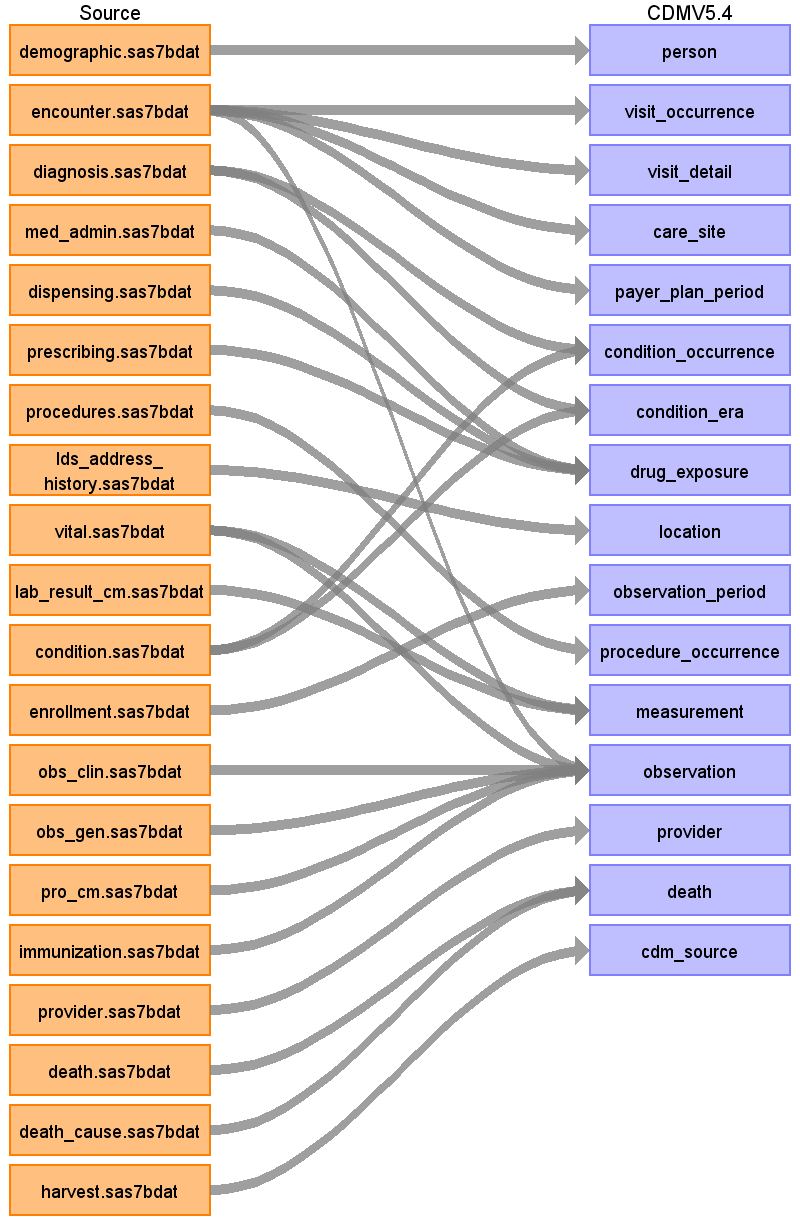 Source
CDMV5.4
demographic.sas7bdat
person
encounter.sas7bdat
visit_occurrence
diagnosis.sas7bdat
visit_detail
med_admin.sas7bdat
care_site
dispensing.sas7bdat
payer_plan_period
prescribing.sas7bdat
condition_occurrence
procedures.sas7bdat
condition_era
lds_address_
history.sas7bdat
drug_exposure
vital.sas7bdat
location
lab_result_cm.sas7bdat
observation_period
condition.sas7bdat
procedure_occurrence
enrollment.sas7bdat
measurement
obs_clin.sas7bdat
observation
obs_gen.sas7bdat
provider
pro_cm.sas7bdat
death
immunization.sas7bdat
cdm_source
provider.sas7bdat
death.sas7bdat
death_cause.sas7bdat
harvest.sas7bdat